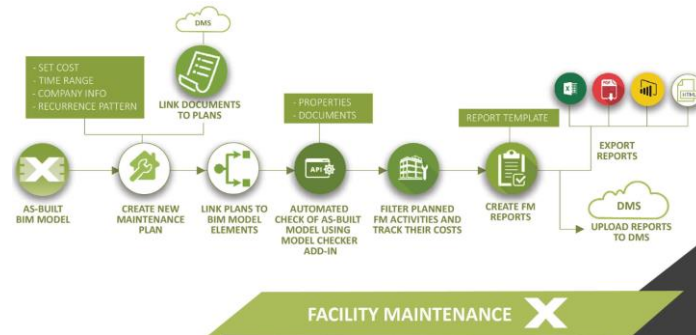 DMS
- SET COST
- TIME RANGE
- COMPANY INFO
- RECURRENCE PATTERN
LINK DOCUMENTS
TO PLANS
- PROPERTIES
- DOCUMENTS
REPORT TEMPLATE
EXPORT
REPORTS
AS-BUILT
BIM MODEL
CREATE NEW
MAINTENANCE
PLAN
LINK PLANS TO
BIM MODEL
ELEMENTS
API
AUTOMATED
CHECK OF AS-BUILT
MODEL USING
MODEL CHECKER
ADD-IN
FILTER PLANNED
FM ACTIVITIES AND
TRACK THEIR COSTS
CREATE FM
REPORTS
DMS
UPLOAD REPORTS
TO DMS
FACILITY MAINTENANCE X